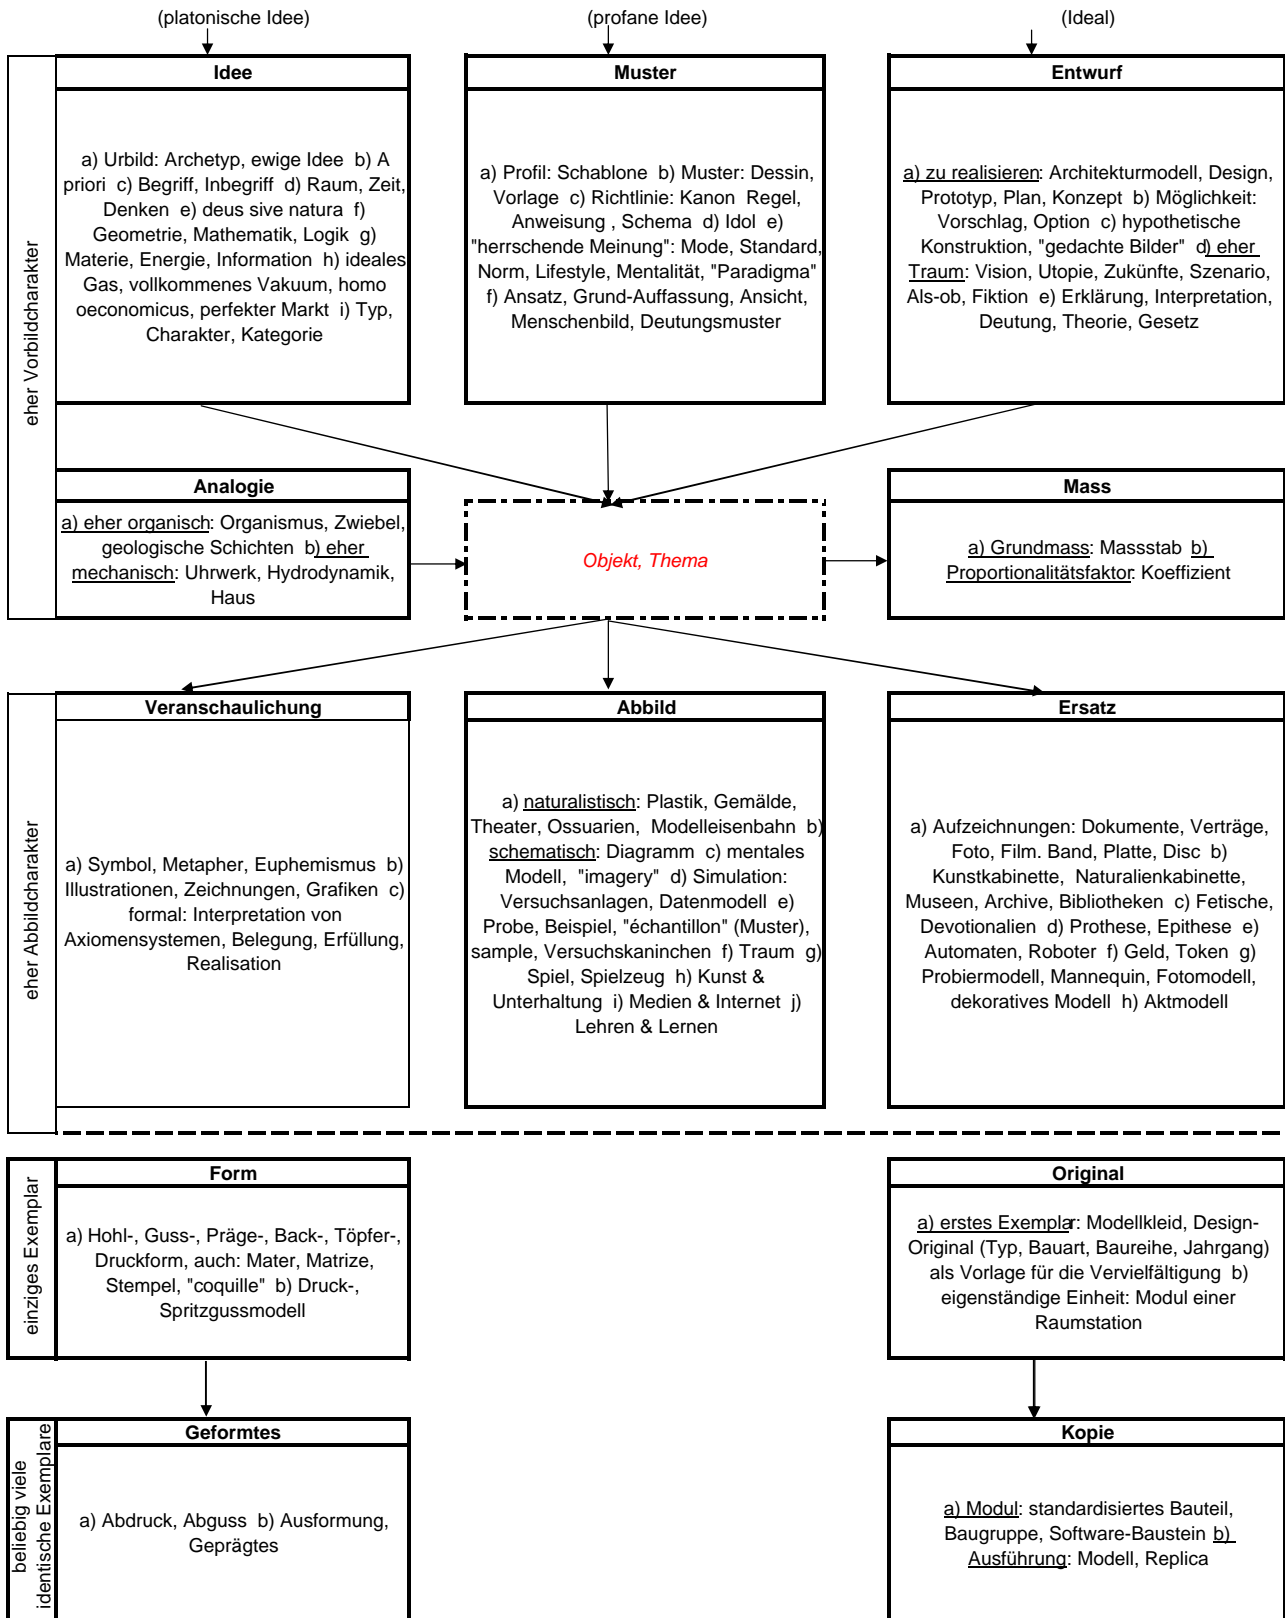 (platonische Idee)
(profane Idee)
(Ideal)
eher Vorbildcharakter
Idee
a) Urbild: Archetyp, ewige Idee b) A
priori c) Begriff, Inbegriff d) Raum, Zeit,
Denken e) deus sive natura f)
Geometrie, Mathematik, Logik g)
Materie, Energie, Information h) ideales
Gas, vollkommenes Vakuum, homo
oeconomicus, perfekter Markt i) Typ,
Charakter, Kategorie
Muster
a) Profil: Schablone b) Muster: Dessin,
Vorlage c) Richtlinie: Kanon Regel,
Anweisung , Schema d) Idol e)
"herrschende Meinung": Mode, Standard,
Norm, Lifestyle, Mentalität, "Paradigma"
f) Ansatz, Grund-Auffassung, Ansicht,
Menschenbild, Deutungsmuster
Entwurf
a) zu realisieren: Architekturmodell, Design,
Prototyp, Plan, Konzept b) Möglichkeit:
Vorschlag, Option c) hypothetische
Konstruktion, "gedachte Bilder" d) eher
Traum: Vision, Utopie, Zukünfte, Szenario,
Als-ob, Fiktion e) Erklärung, Interpretation,
Deutung, Theorie, Gesetz
Analogie
a) eher organisch: Organismus, Zwiebel,
geologische Schichten b) eher
mechanisch: Uhrwerk, Hydrodynamik,
Haus
Objekt, Thema
Mass
a) Grundmass: Massstab b)
Proportionalitätsfaktor: Koeffizient
eher Abbildcharakter
Veranschaulichung
a) Symbol, Metapher, Euphemismus b)
Illustrationen, Zeichnungen, Grafiken c)
formal: Interpretation von
Axiomensystemen, Belegung, Erfüllung,
Realisation
Abbild
a) naturalistisch: Plastik, Gemälde,
Theater, Ossuarien, Modelleisenbahn b)
schematisch: Diagramm c) mentales
Modell, "imagery" d) Simulation:
Versuchsanlagen, Datenmodell e)
Probe, Beispiel, "échantillon" (Muster),
sample, Versuchskaninchen f) Traum g)
Spiel, Spielzeug h) Kunst &
Unterhaltung i) Medien & Internet j)
Lehren & Lernen
Ersatz
a) Aufzeichnungen: Dokumente, Verträge,
Foto, Film. Band, Platte, Disc b)
Kunstkabinette, Naturalienkabinette,
Museen, Archive, Bibliotheken c) Fetische,
Devotionalien d) Prothese, Epithese e)
Automaten, Roboter f) Geld, Token g)
Probiermodell, Mannequin, Fotomodell,
dekoratives Modell h) Aktmodell
einziges Exemplar
Form
a) Hohl-, Guss-, Präge-, Back-, Töpfer-,
Druckform, auch: Mater, Matrize,
Stempel, "coquille" b) Druck-,
Spritzgussmodell
Original
a) erstes Exemplar: Modellkleid, Design-
Original (Typ, Bauart, Baureihe, Jahrgang)
als Vorlage für die Vervielfältigung b)
eigenständige Einheit: Modul einer
Raumstation
beliebig viele
identische Exemplare
Geformtes
a) Abdruck, Abguss b) Ausformung,
Geprägtes
Kopie
a) Modul: standardisiertes Bauteil,
Baugruppe, Software-Baustein b)
Ausführung: Modell, Replica